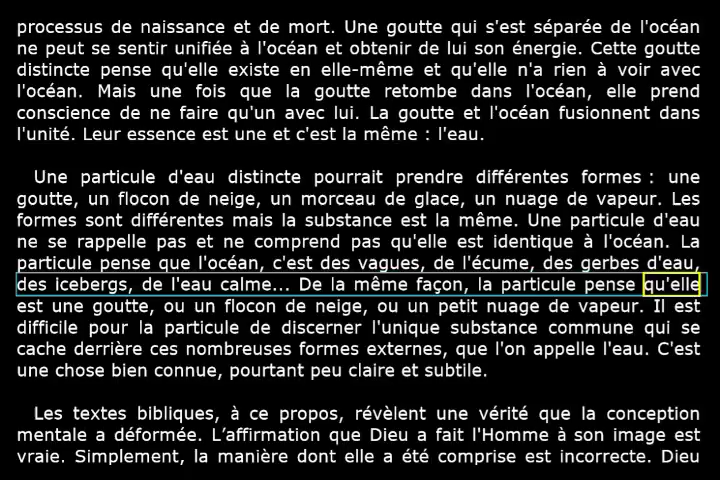 processus de naissance et de mort. Une goutte qui s'est séparée de l'océan
ne peut se sentir unifiée à l'océan et obtenir de lui son énergie. Cette goutte
distincte pense qu'elle existe en elle-même et qu'elle n'a rien à voir avec
l'océan. Mais une fois que la goutte retombe dans l'océan, elle prend
conscience de ne faire qu'un avec lui. La goutte et l'océan fusionnent dans
l'unité. Leur essence est une et c'est la même : l'eau.
Une particule d'eau distincte pourrait prendre différentes formes : une
goutte, un flocon de neige, un morceau de glace, un nuage de vapeur. Les
formes sont différentes mais la substance est la même. Une particule d'eau
ne se rappelle pas et ne comprend pas qu'elle est identique à l'océan. La
particule pense que l'océan, c'est des vagues, de l'écume, des gerbes d'eau,
des icebergs, de l'eau calme... De la même façon, la particule pense qu'elle
est une goutte, ou un flocon de neige, ou un petit nuage de vapeur. Il est
difficile pour la particule de discerner l'unique substance commune qui se
cache derrière ces nombreuses formes externes, que l'on appelle l'eau. C'est
une chose bien connue, pourtant peu claire et subtile.
Les textes bibliques, à ce propos, révèlent une vérité que la conception
mentale a déformée. L’affirmation que Dieu a fait l'Homme à son image est
vraie. Simplement, la manière dont elle a été comprise est incorrecte. Dieu